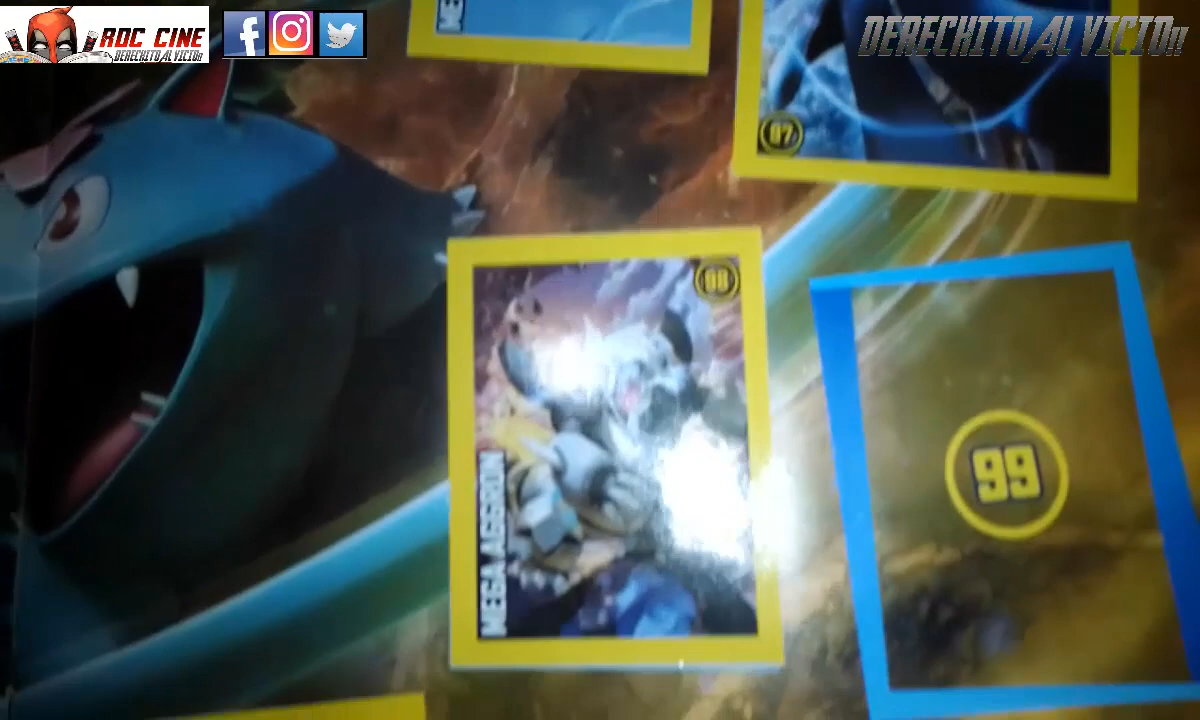 RDC CINE
DERECHITO AL VICIO!!
DERECHITO AL VICIO!!
97
98
MEGA AGGRON
99